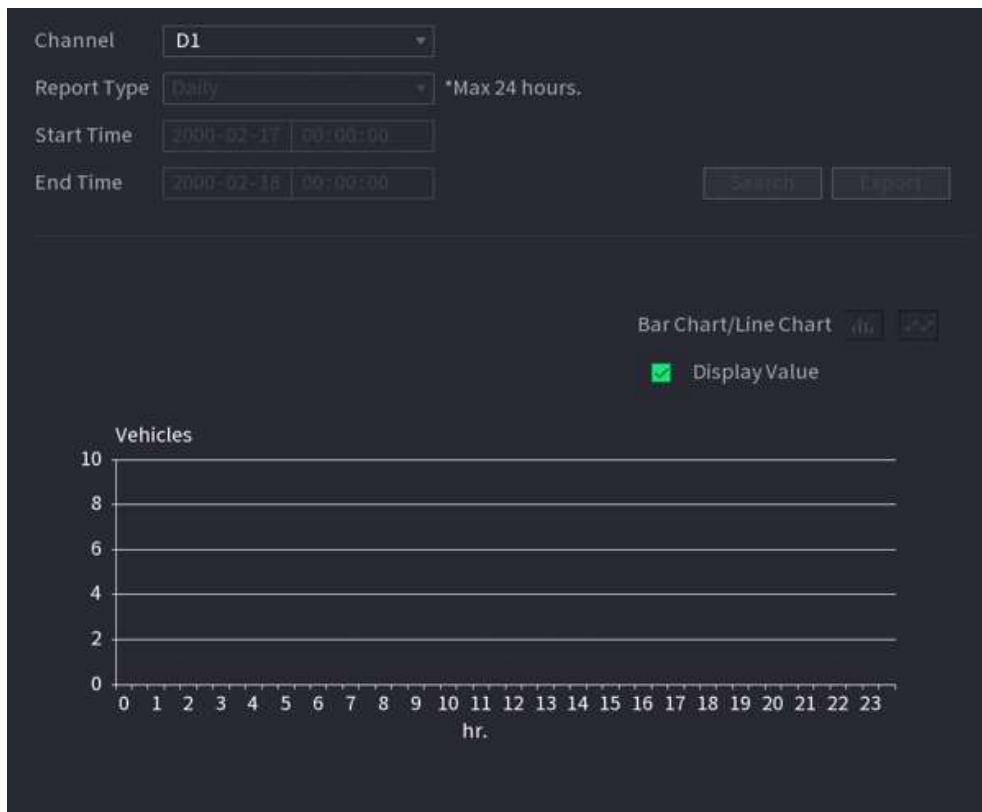 Channel D1
Report Type Daily *Max 24 hours.
Start Time 2000-02-17 00:00:00
End Time 2000-02-18 00:00:00 Search Export
Bar Chart/Line Chart
Display Value
Vehicles
10
8
6
4
2
0
0 1 2 3 4 5 6 7 8 9 10 11 12 13 14 15 16 17 18 19 20 21 22 23
hr.